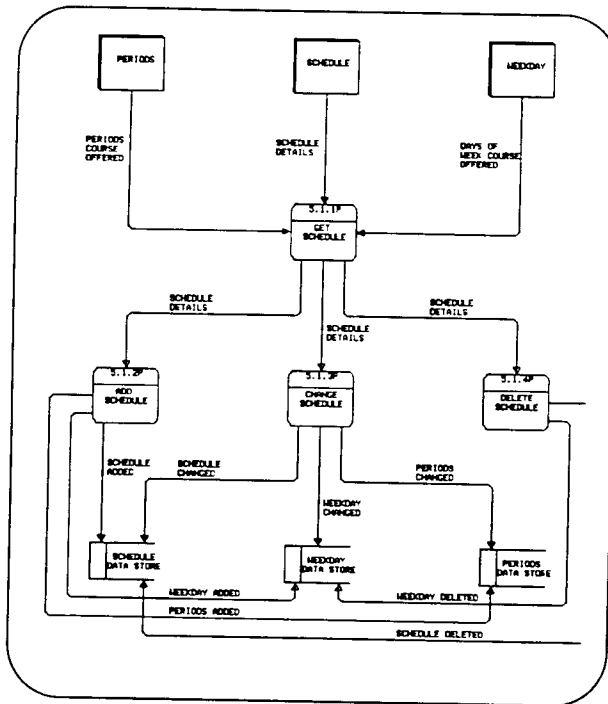 PERIODS
SCHEDULE
WEEKDAY
PERIODS
COURSE
OFFERED
SCHEDULE
DETAILS
DAYS OF
WEEK COURSE
OFFERED
5.1.1P
GET
SCHEDULE
SCHEDULE
DETAILS
SCHEDULE
DETAILS
SCHEDULE
DETAILS
5.1.2P
ADD
SCHEDULE
5.1.3P
CHANGE
SCHEDULE
5.1.4P
DELETE
SCHEDULE
SCHEDULE
ADDED
SCHEDULE
CHANGED
WEEKDAY
CHANGED
PERIODS
CHANGED
SCHEDULE
DATA STORE
WEEKDAY
DATA STORE
PERIODS
DATA STORE
WEEKDAY ADDED
WEEKDAY DELETED
PERIODS ADDED
SCHEDULE DELETED